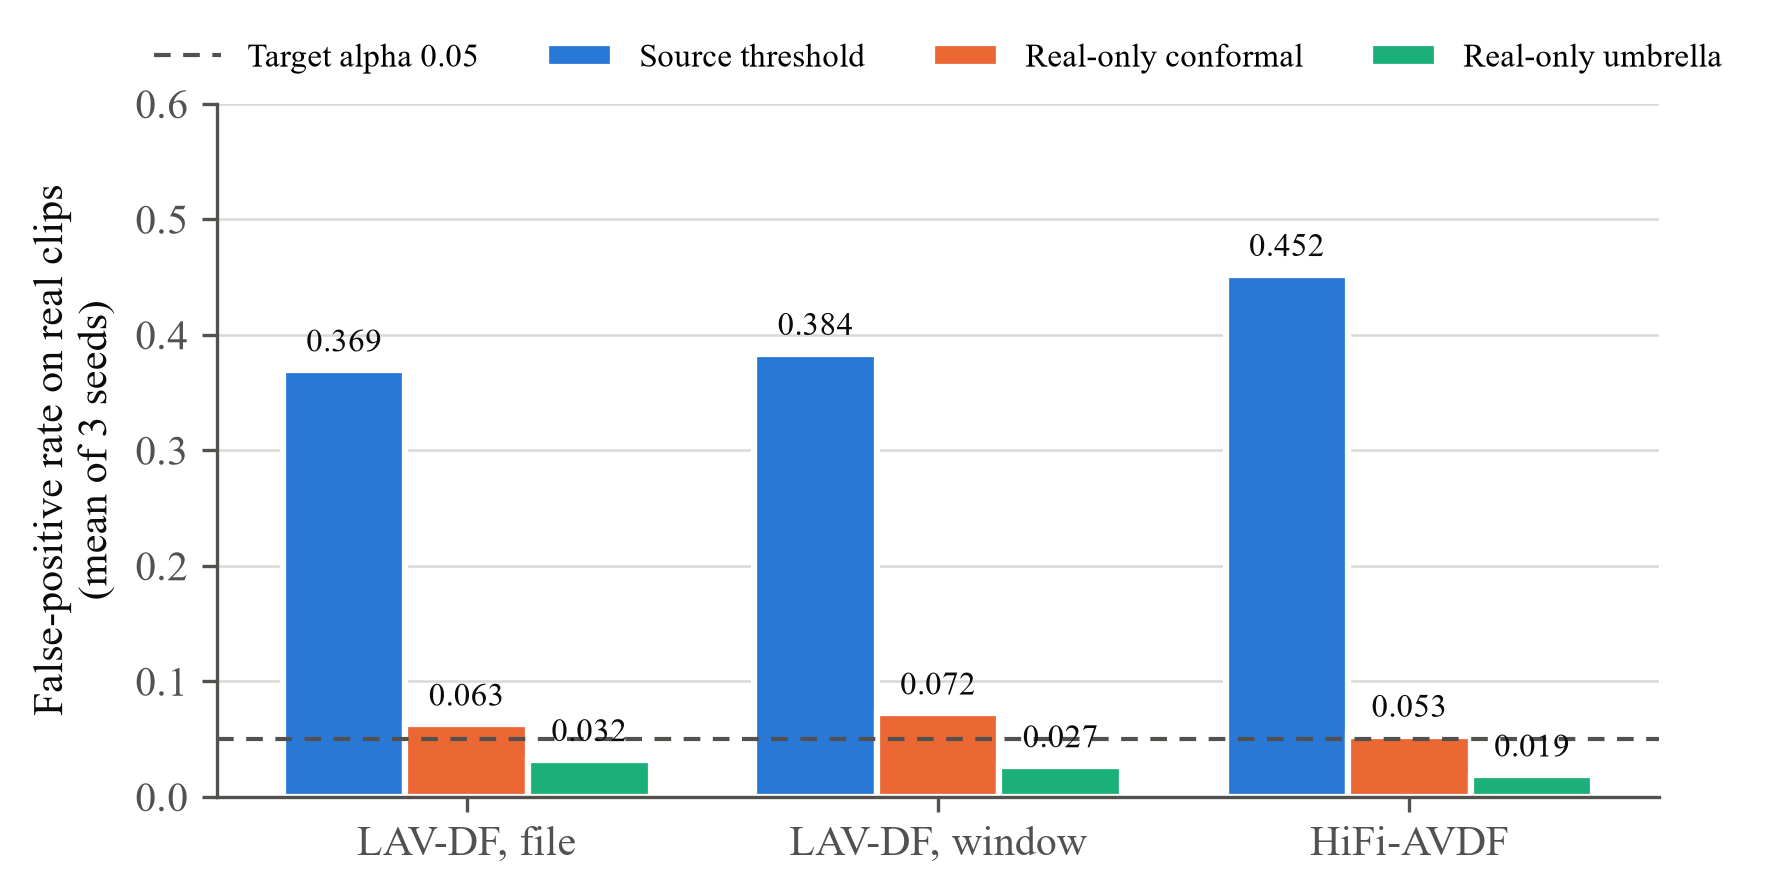 Target alpha 0.05
Source threshold
Real-only conformal
Real-only umbrella
False-positive rate on real clips
(mean of 3 seeds)
0.6
0.5
0.4
0.3
0.2
0.1
0.0
0.369
0.063
0.032
0.384
0.072
0.027
0.452
0.053
0.019
LAV-DF, file
LAV-DF, window
HiFi-AVDF